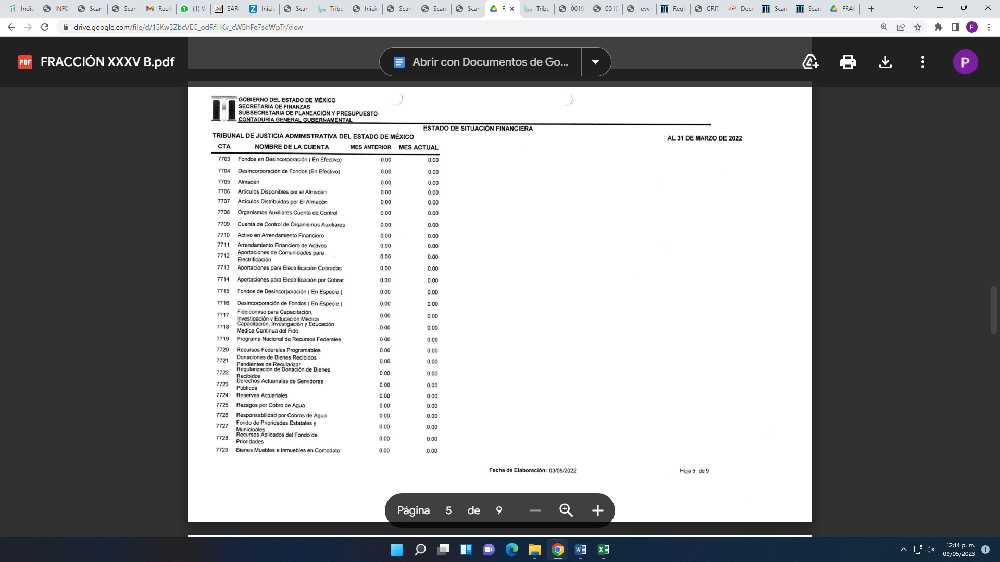 Índic
INFO
Scan
Scan
Recib
(1) W
SARC
Inicio
Scan
Tribu
Inicio
Scan
Scan
Scan
F
Tribu
0019
0019
leyvi
Regla
CRIT
Docu
Scan
Scan
FRAC
drive.google.com/file/d/15Kw3ZbcVEC_odRfHKv_cWBhFe7sdWpTr/view
P
PDF FRACCIÓN XXXV B.pdf
Abrir con Documentos de Go...
P
GOBIERNO DEL ESTADO DE MÉXICO
SECRETARIA DE FINANZAS
SUBSECRETARIA DE PLANEACIÓN Y PRESUPUESTO
CONTADURIA GENERAL GUBERNAMENTAL
ESTADO DE SITUACIÓN FINANCIERA
TRIBUNAL DE JUSTICIA ADMINISTRATIVA DEL ESTADO DE MÉXICO AL 31 DE MARZO DE 2022
CTA NOMBRE DE LA CUENTA MES ANTERIOR MES ACTUAL
7703 Fondos en Desincorporación ( En Efectivo) 0.00 0.00
7704 Desincorporación de Fondos (En Efectivo) 0.00 0.00
7705 Almacén 0.00 0.00
7706 Artículos Disponibles por el Almacén 0.00 0.00
7707 Artículos Distribuidos por El Almacén 0.00 0.00
7708 Organismos Auxiliares Cuenta de Control 0.00 0.00
7709 Cuenta de Control de Organismos Auxiliares 0.00 0.00
7710 Activo en Arrendamiento Financiero 0.00 0.00
7711 Arrendamiento Financiero de Activos 0.00 0.00
7712 Aportaciones de Comunidades para
Electrificación 0.00 0.00
7713 Aportaciones para Electrificación Cobradas 0.00 0.00
7714 Aportaciones para Electrificación por Cobrar 0.00 0.00
7715 Fondos de Desincorporación ( En Especie ) 0.00 0.00
7716 Desincorporación de Fondos ( En Especie ) 0.00 0.00
7717 Fideicomiso para Capacitación,
Investigación y Educación Medica 0.00 0.00
7718 Capacitación, Investigación y Educación
Medica Continua del Fide 0.00 0.00
7719 Programa Nacional de Recursos Federales 0.00 0.00
7720 Recursos Federales Programables 0.00 0.00
7721 Donaciones de Bienes Recibidos
Pendientes de Regularizar 0.00 0.00
7722 Regularización de Donación de Bienes
Recibidos 0.00 0.00
7723 Derechos Actuariales de Servidores
Públicos 0.00 0.00
7724 Reservas Actuariales 0.00 0.00
7725 Rezagos por Cobro de Agua 0.00 0.00
7726 Responsabilidad por Cobros de Agua 0.00 0.00
7727 Fondo de Prioridades Estatales y
Municipales 0.00 0.00
7728 Recursos Aplicados del Fondo de
Prioridades 0.00 0.00
7729 Bienes Muebles e Inmuebles en Comodato 0.00 0.00
Fecha de Elaboración: 03/05/2022 Hoja 5 de 9
Página 5 de 9
12:14 p. m.
09/05/2023
1